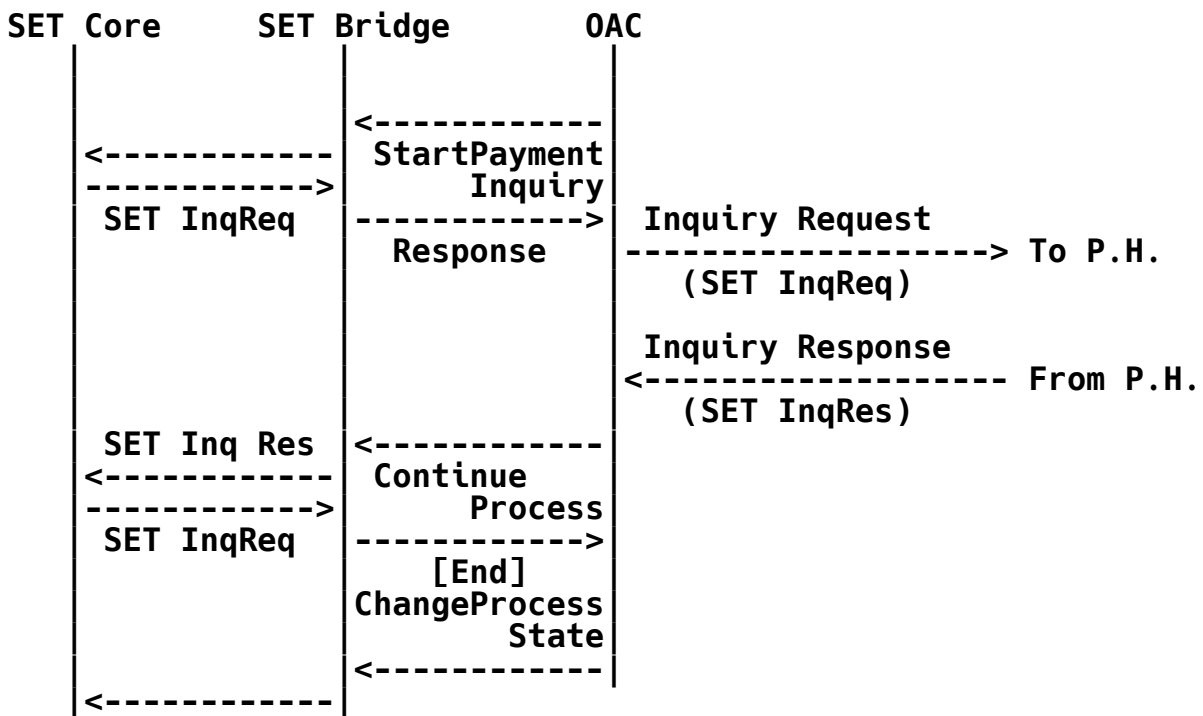 SET Core     SET Bridge       OAC
   |             |             |
   |             |             |
   |             |<------------|
   |<------------| StartPayment|
   |------------>|      Inquiry|
   | SET InqReq  |------------>| Inquiry Request
   |             |  Response   |-------------------> To P.H.
   |             |             |   (SET InqReq)
   |             |             |
   |             |             | Inquiry Response
   |             |             |<------------------- From P.H.
   |             |             |   (SET InqRes)
   | SET Inq Res |<------------|
   |<------------| Continue    |
   |------------>|      Process|
   | SET InqReq  |------------>|
   |             |    [End]    |
   |             |ChangeProcess|
   |             |        State|
   |             |<------------|
   |<------------|